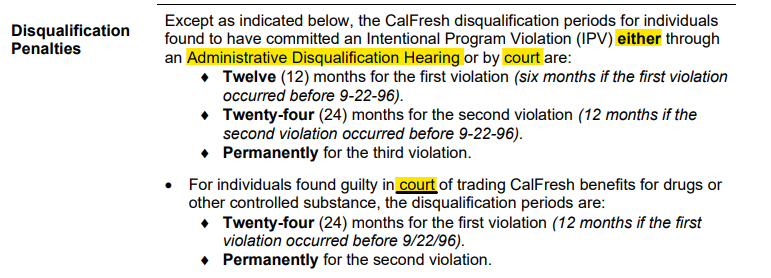 Disqualification
Penalties
Except as indicated below, the CalFresh disqualification periods for individuals
found to have committed an Intentional Program Violation (IPV) either through
an Administrative Disqualification Hearing or by court are:
♦ Twelve (12) months for the first violation (six months if the first violation
occurred before 9-22-96).
♦ Twenty-four (24) months for the second violation (12 months if the
second violation occurred before 9-22-96).
♦ Permanently for the third violation.
• For individuals found guilty in court of trading CalFresh benefits for drugs or
other controlled substance, the disqualification periods are:
♦ Twenty-four (24) months for the first violation (12 months if the first
violation occurred before 9/22/96).
♦ Permanently for the second violation.